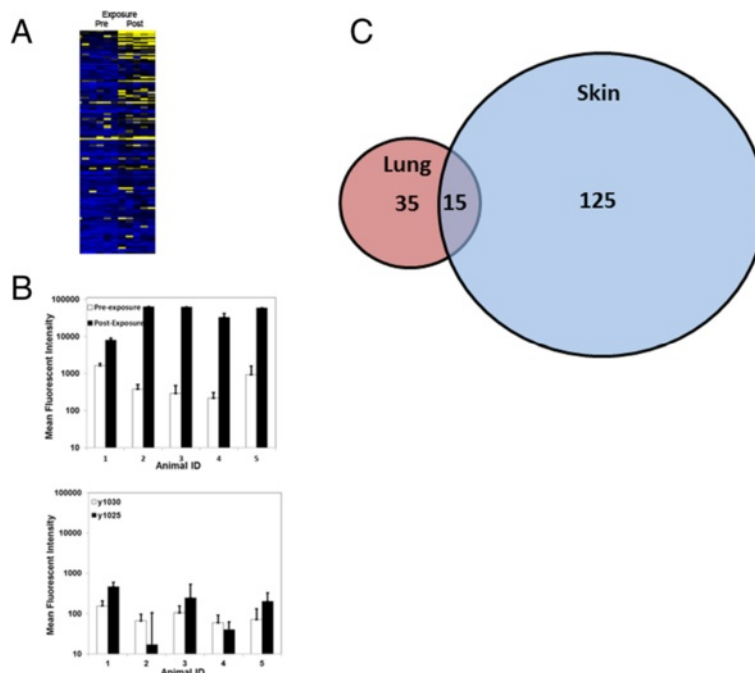 A
Exposure
Pre Post
B
100000
10000
1000
100
10
Mean Fluorescent Intensity
Pre-exposure
Post-Exposure
1 2 3 4 5
Animal ID
100000
10000
1000
100
10
Mean Fluorescent Intensity
y1030
y1025
1 2 3 4 5
Animal ID
C
Lung
35
15
Skin
125